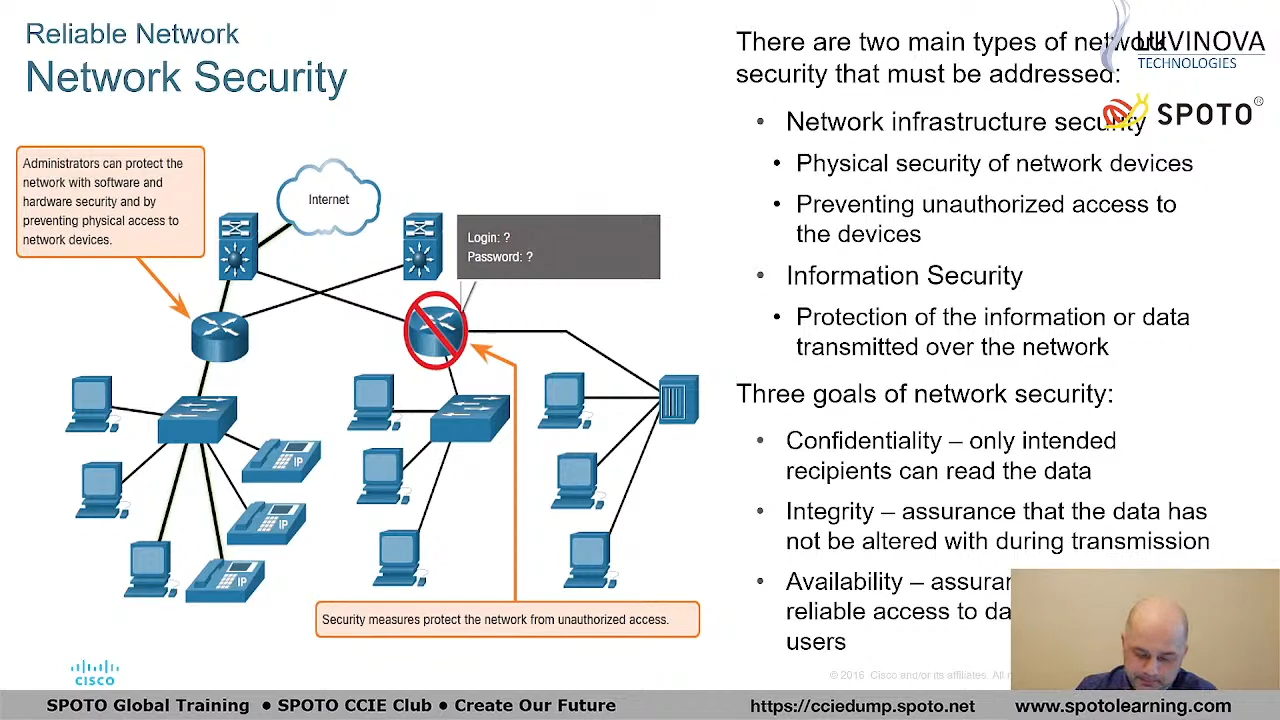 Reliable Network
Network Security
Administrators can protect the
network with software and
hardware security and by
preventing physical access to
network devices.
Internet
Login: ?
Password: ?
IP
IP
IP
Security measures protect the network from unauthorized access.
CISCO
There are two main types of network
security that must be addressed:
• Network infrastructure security
• Physical security of network devices
• Preventing unauthorized access to
the devices
• Information Security
• Protection of the information or data
transmitted over the network
Three goals of network security:
• Confidentiality – only intended
recipients can read the data
• Integrity – assurance that the data has
not be altered with during transmission
• Availability –
reliable access to
users
TECHNOLOGIES
SPOTO®
© 2016 Cisco and/or its affiliates. All
SPOTO Global Training ● SPOTO CCIE Club ● Create Our Future
https://cciedump.spoto.net
www.spotolearning.com